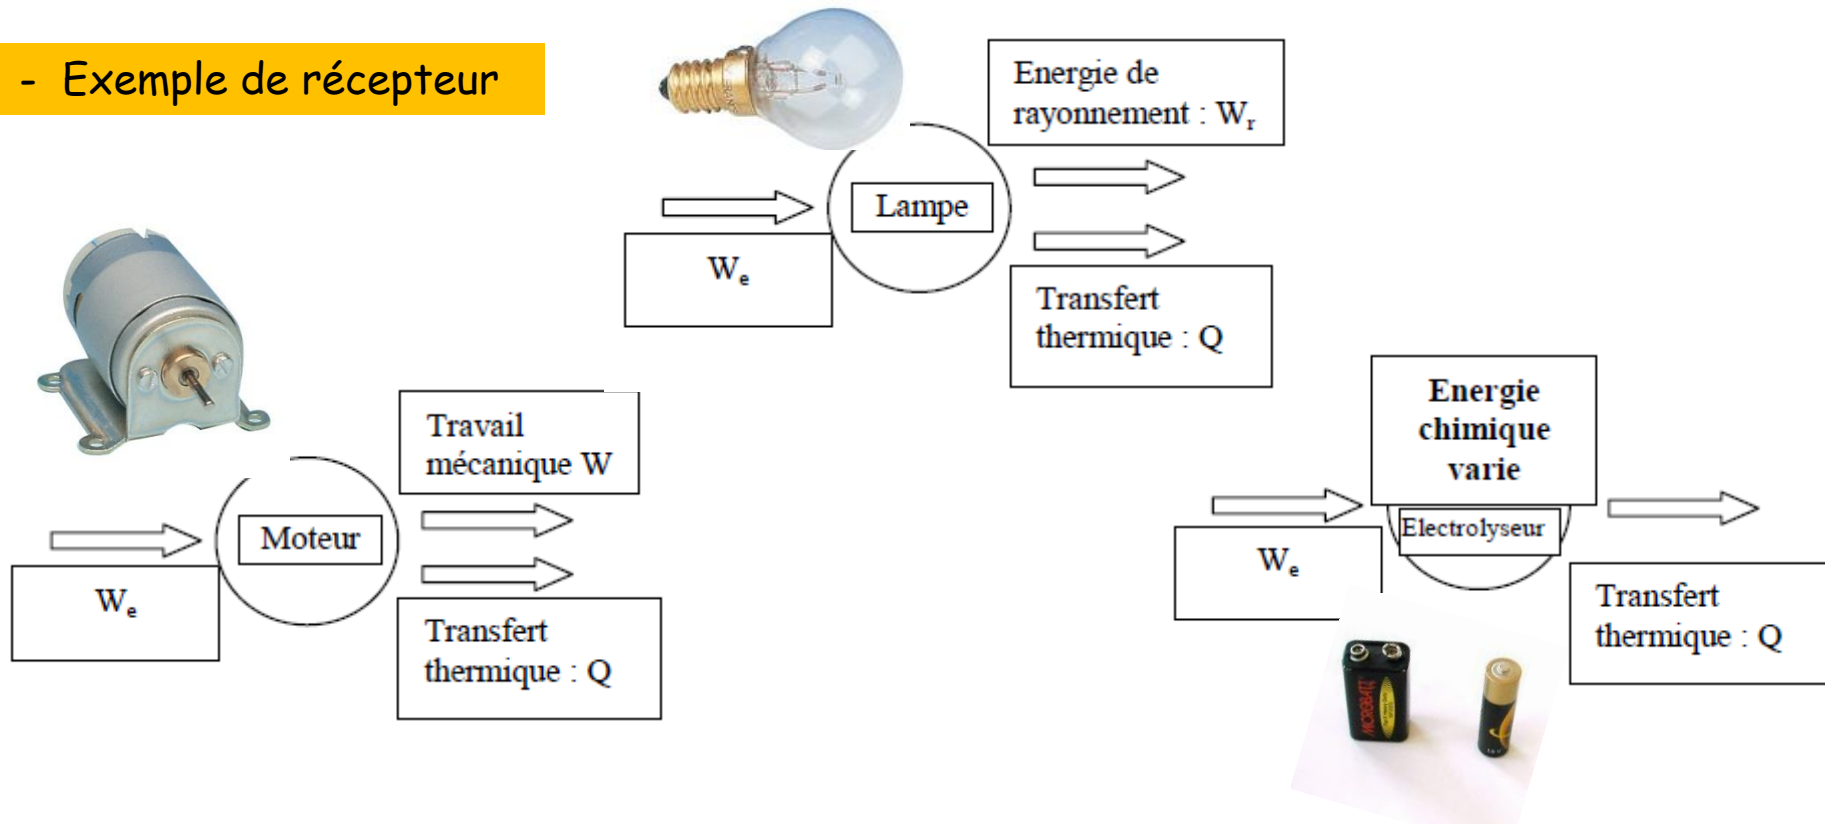 - Exemple de récepteur
Energie de
rayonnement : Wr
Lampe
We
Transfert
thermique : Q
Travail
mécanique W
Moteur
We
Transfert
thermique : Q
Energie
chimique
varie
Electrolyseur
We
Transfert
thermique : Q